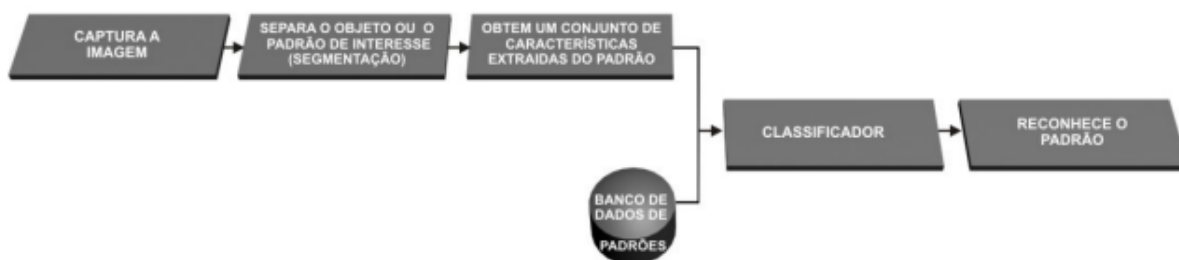 CAPTURA A
IMAGEM
SEPARA O OBJETO OU O
PADRÃO DE INTERESSE
(SEGMENTAÇÃO)
OBTEM UM CONJUNTO DE
CARACTERÍSTICAS
EXTRAIDAS DO PADRÃO
CLASSIFICADOR
RECONHECE O
PADRÃO
BANCO DE
DADOS DE
PADRÕES